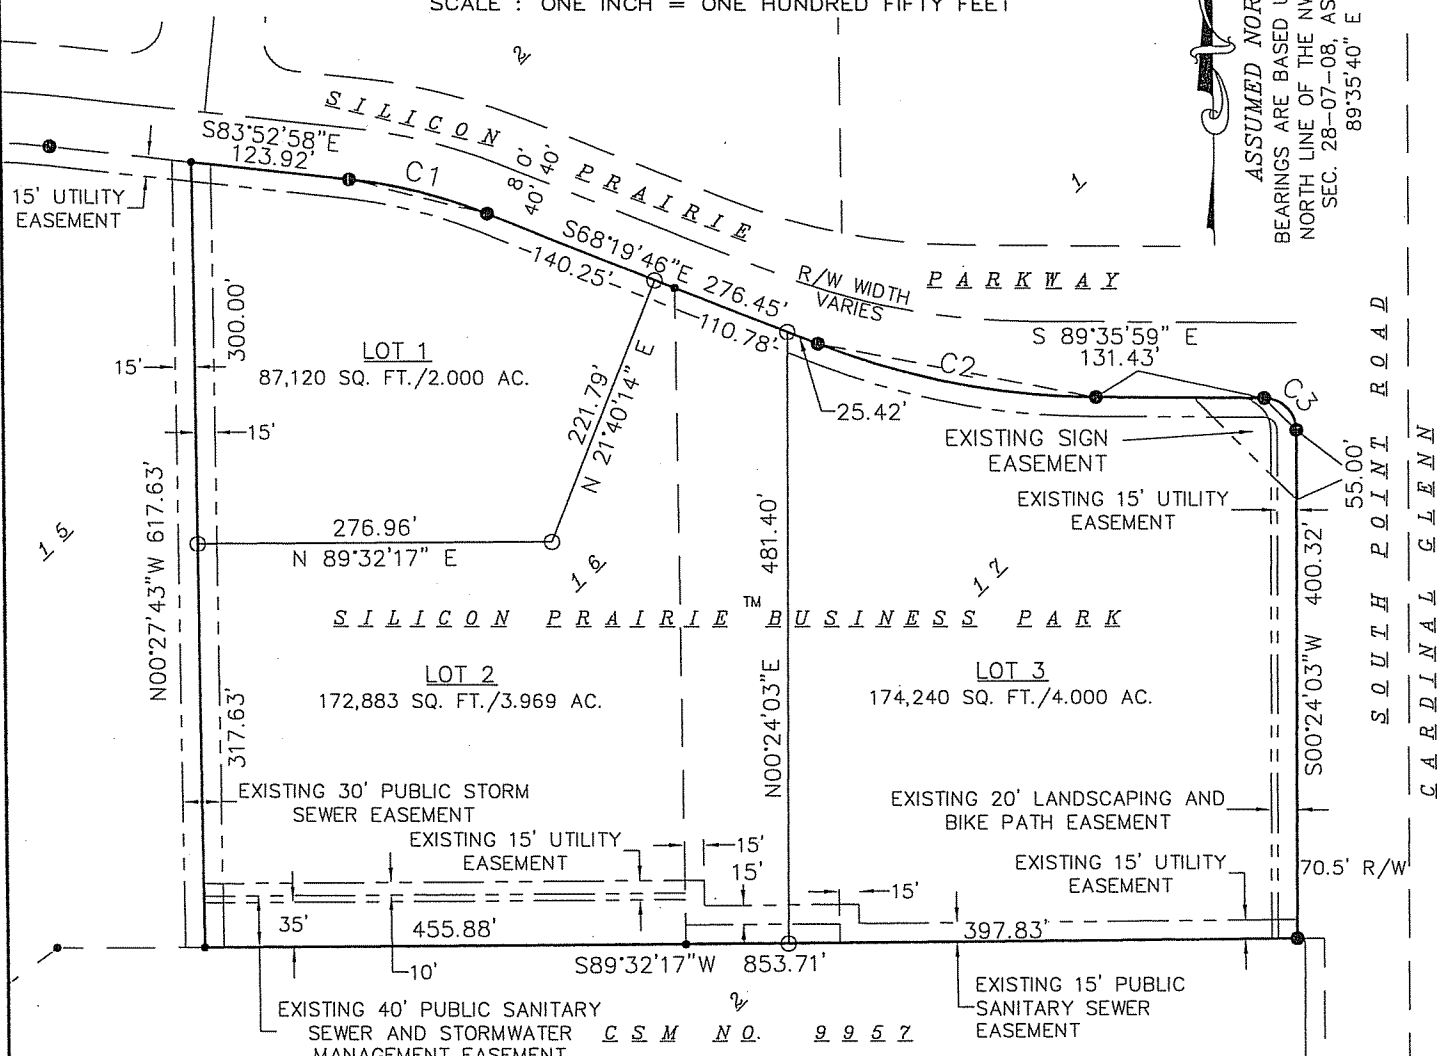 SCALE : ONE INCH = ONE HUNDRED FIFTY FEET
2
SILICON PRAIRIE
PARKWAY
1
ASSUMED NOR
BEARINGS ARE BASED U
NORTH LINE OF THE NW
SEC. 28-07-08, AS
89°35'40" E
S83°52'58"E
123.92'
C1
80'
40' 40'
15' UTILITY
EASEMENT
S68°19'46"E 276.45'
140.25'
110.78'
R/W WIDTH
VARIES
S 89°35'59" E
131.43'
C2
C3
25.42'
300.00'
15'
15'
LOT 1
87,120 SQ. FT./2.000 AC.
221.79'
N 21°40'14" E
EXISTING SIGN
EASEMENT
EXISTING 15' UTILITY
EASEMENT
55.00'
SOUTH POINT ROAD
CARDINAL GLENN
15
N00°27'43"W 617.63'
276.96'
N 89°32'17" E
16
481.40'
N00°24'03"E
17
S00°24'03"W 400.32'
SILICON PRAIRIE™ BUSINESS PARK
LOT 2
172,883 SQ. FT./3.969 AC.
LOT 3
174,240 SQ. FT./4.000 AC.
317.63'
EXISTING 30' PUBLIC STORM
SEWER EASEMENT
EXISTING 15' UTILITY
EASEMENT
15'
15'
15'
EXISTING 20' LANDSCAPING AND
BIKE PATH EASEMENT
EXISTING 15' UTILITY
EASEMENT
70.5' R/W
35'
455.88'
10'
397.83'
S89°32'17"W 853.71'
EXISTING 15' PUBLIC
SANITARY SEWER
EASEMENT
EXISTING 40' PUBLIC SANITARY
SEWER AND STORMWATER
MANAGEMENT EASEMENT
2
CSM NO. 9957